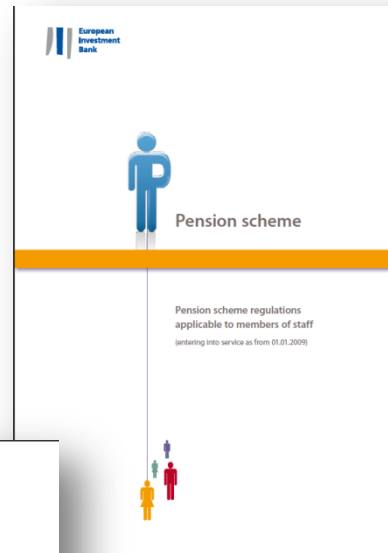 European
Investment
Bank
Pension scheme
Pension scheme regulations
applicable to members of staff
(entering into service as from 01.01.2009)